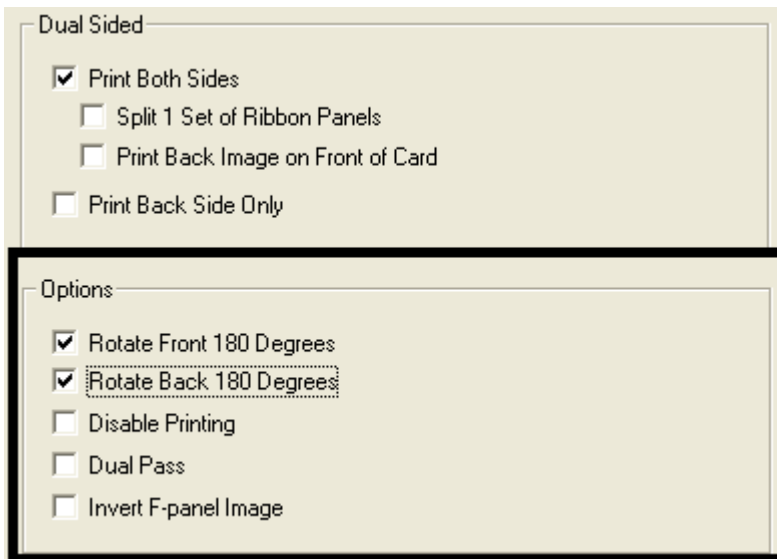 Dual Sided
Print Both Sides
Split 1 Set of Ribbon Panels
Print Back Image on Front of Card
Print Back Side Only
Options
Rotate Front 180 Degrees
Rotate Back 180 Degrees
Disable Printing
Dual Pass
Invert F-panel Image